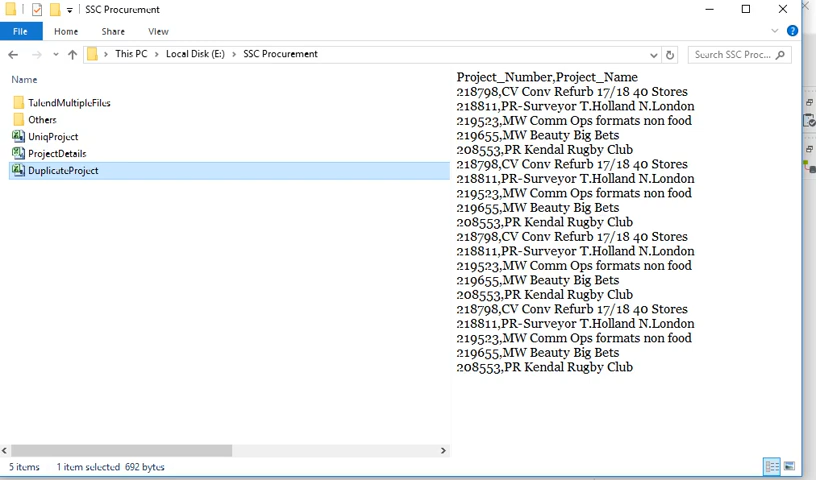 SSC Procurement
File Home Share View
This PC Local Disk (E:) SSC Procurement Search SSC Proc...
Name
TalendMultipleFiles
Others
UniqProject
ProjectDetails
DuplicateProject
Project_Number,Project_Name
218798,CV Conv Refurb 17/18 40 Stores
218811,PR-Surveyor T.Holland N.London
219523,MW Comm Ops formats non food
219655,MW Beauty Big Bets
208553,PR Kendal Rugby Club
218798,CV Conv Refurb 17/18 40 Stores
218811,PR-Surveyor T.Holland N.London
219523,MW Comm Ops formats non food
219655,MW Beauty Big Bets
208553,PR Kendal Rugby Club
218798,CV Conv Refurb 17/18 40 Stores
218811,PR-Surveyor T.Holland N.London
219523,MW Comm Ops formats non food
219655,MW Beauty Big Bets
208553,PR Kendal Rugby Club
218798,CV Conv Refurb 17/18 40 Stores
218811,PR-Surveyor T.Holland N.London
219523,MW Comm Ops formats non food
219655,MW Beauty Big Bets
208553,PR Kendal Rugby Club
5 items 1 item selected 692 bytes